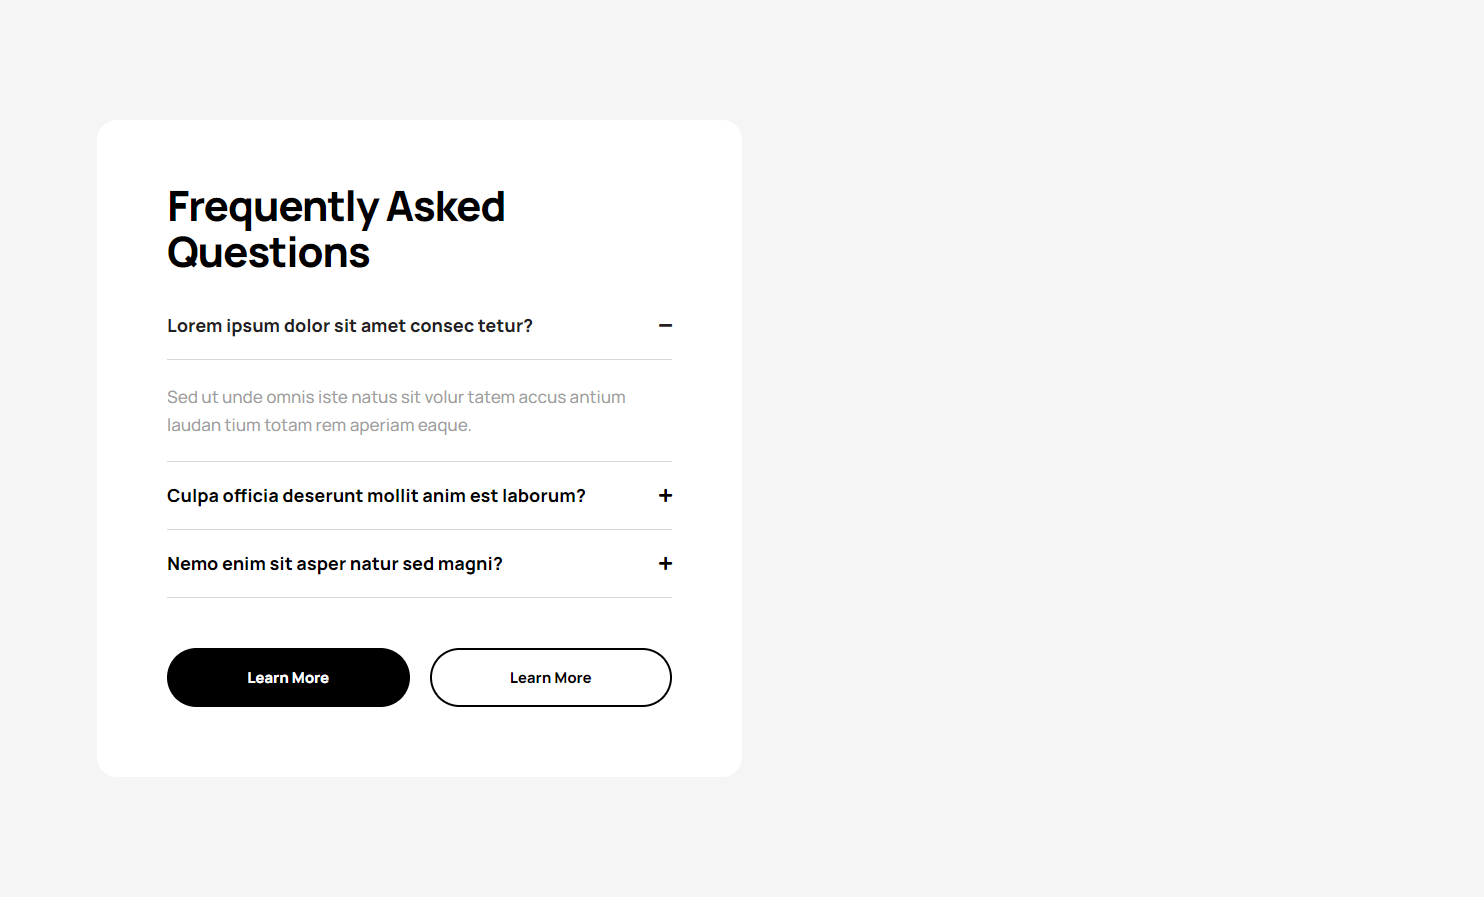 Frequently Asked
Questions
Lorem ipsum dolor sit amet consec tetur?
Sed ut unde omnis iste natus sit volur tatem accus antium
laudan tium totam rem aperiam eaque.
Culpa officia deserunt mollit anim est laborum?
Nemo enim sit asper natur sed magni?
Learn More
Learn More